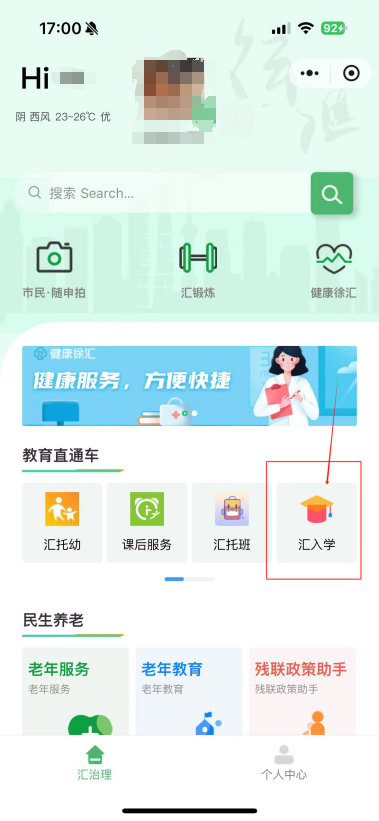 17:00
92
Hi
阴 西风 23~26℃ 优
搜索 Search...
市民·随申拍
汇锻炼
健康徐汇
健康徐汇
健康服务，方便快捷
教育直通车
汇托幼
课后服务
汇托班
汇入学
民生养老
老年服务
老年教育
残联政策助手
老年服务
老年教育
残联政策助手
汇治理
个人中心